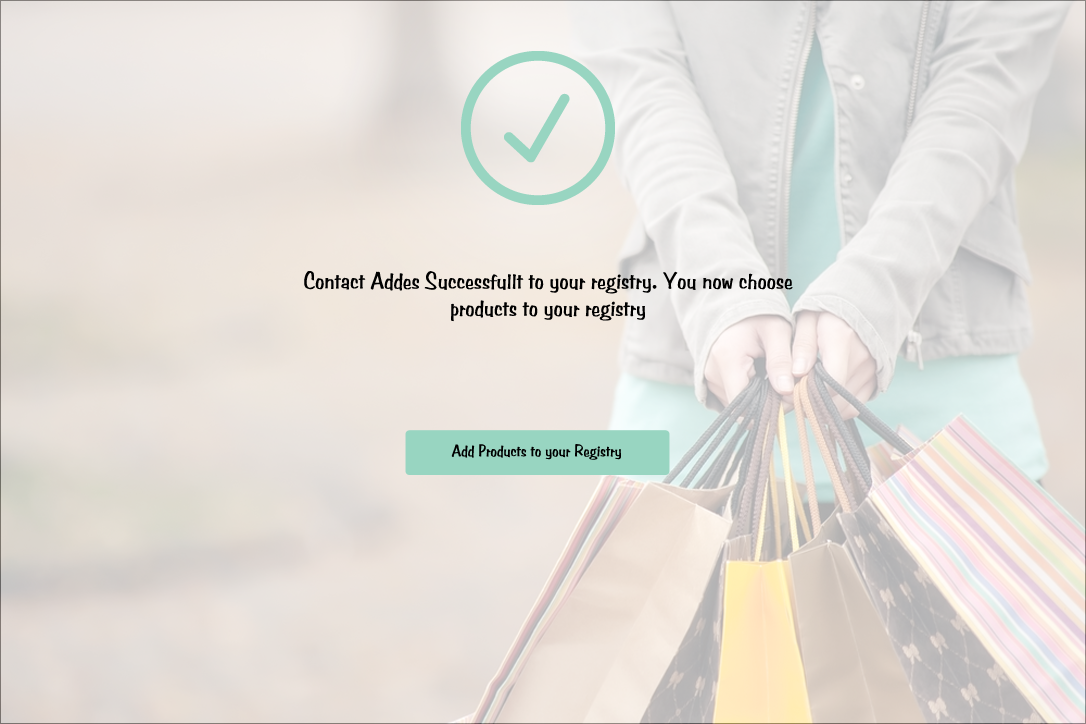 Contact Addes Successfullt to your registry. You now choose
products to your registry
Add Products to your Registry